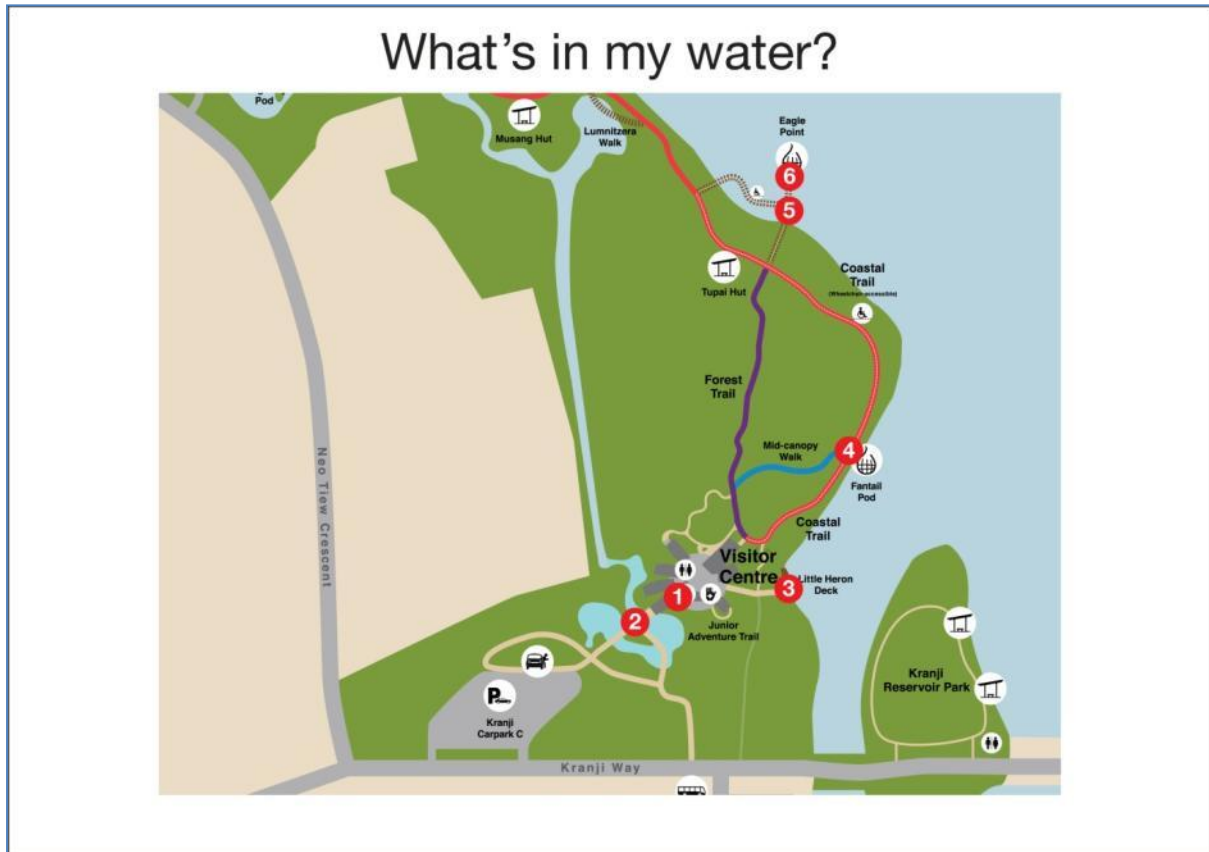 What's in my water?
Pod
Musang Hut
Lumnitzera
Walk
Eagle
Point
6
5
Tupai Hut
Coastal
Trail
(Wheelchair accessible)
Forest
Trail
Mid-canopy
Walk
4
Fantail
Pod
Coastal
Trail
Neo Tiew Crescent
Visitor
Centre
Little Heron
Deck
3
1
2
Junior
Adventure Trail
Kranji
Reservoir Park
P
Kranji
Carpark C
Kranji Way